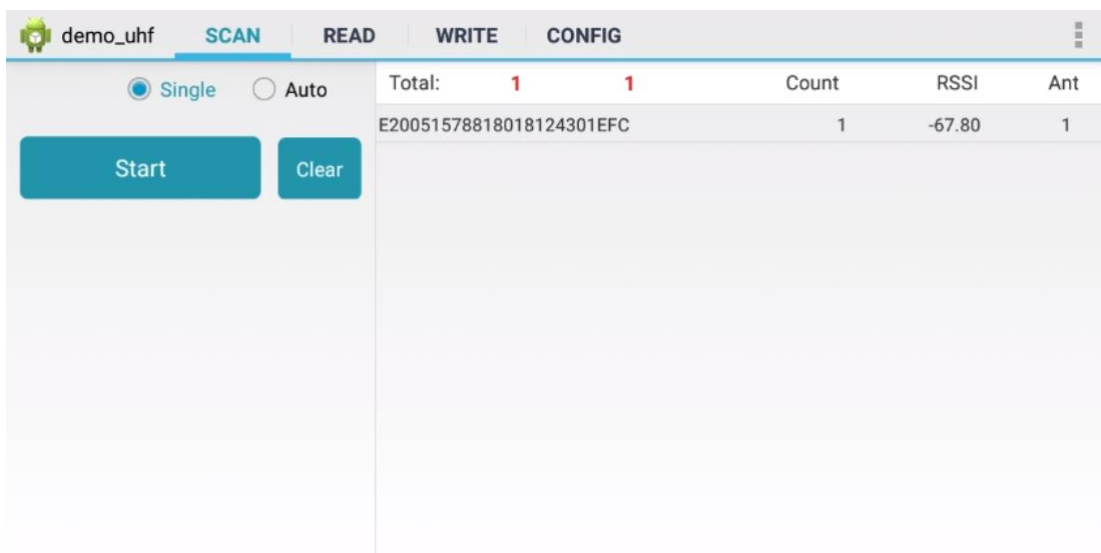 demo_uhf SCAN READ WRITE CONFIG
Single Auto
Total: 1 1 Count RSSI Ant
E20051578818018124301EFC 1 -67.80 1
Start Clear